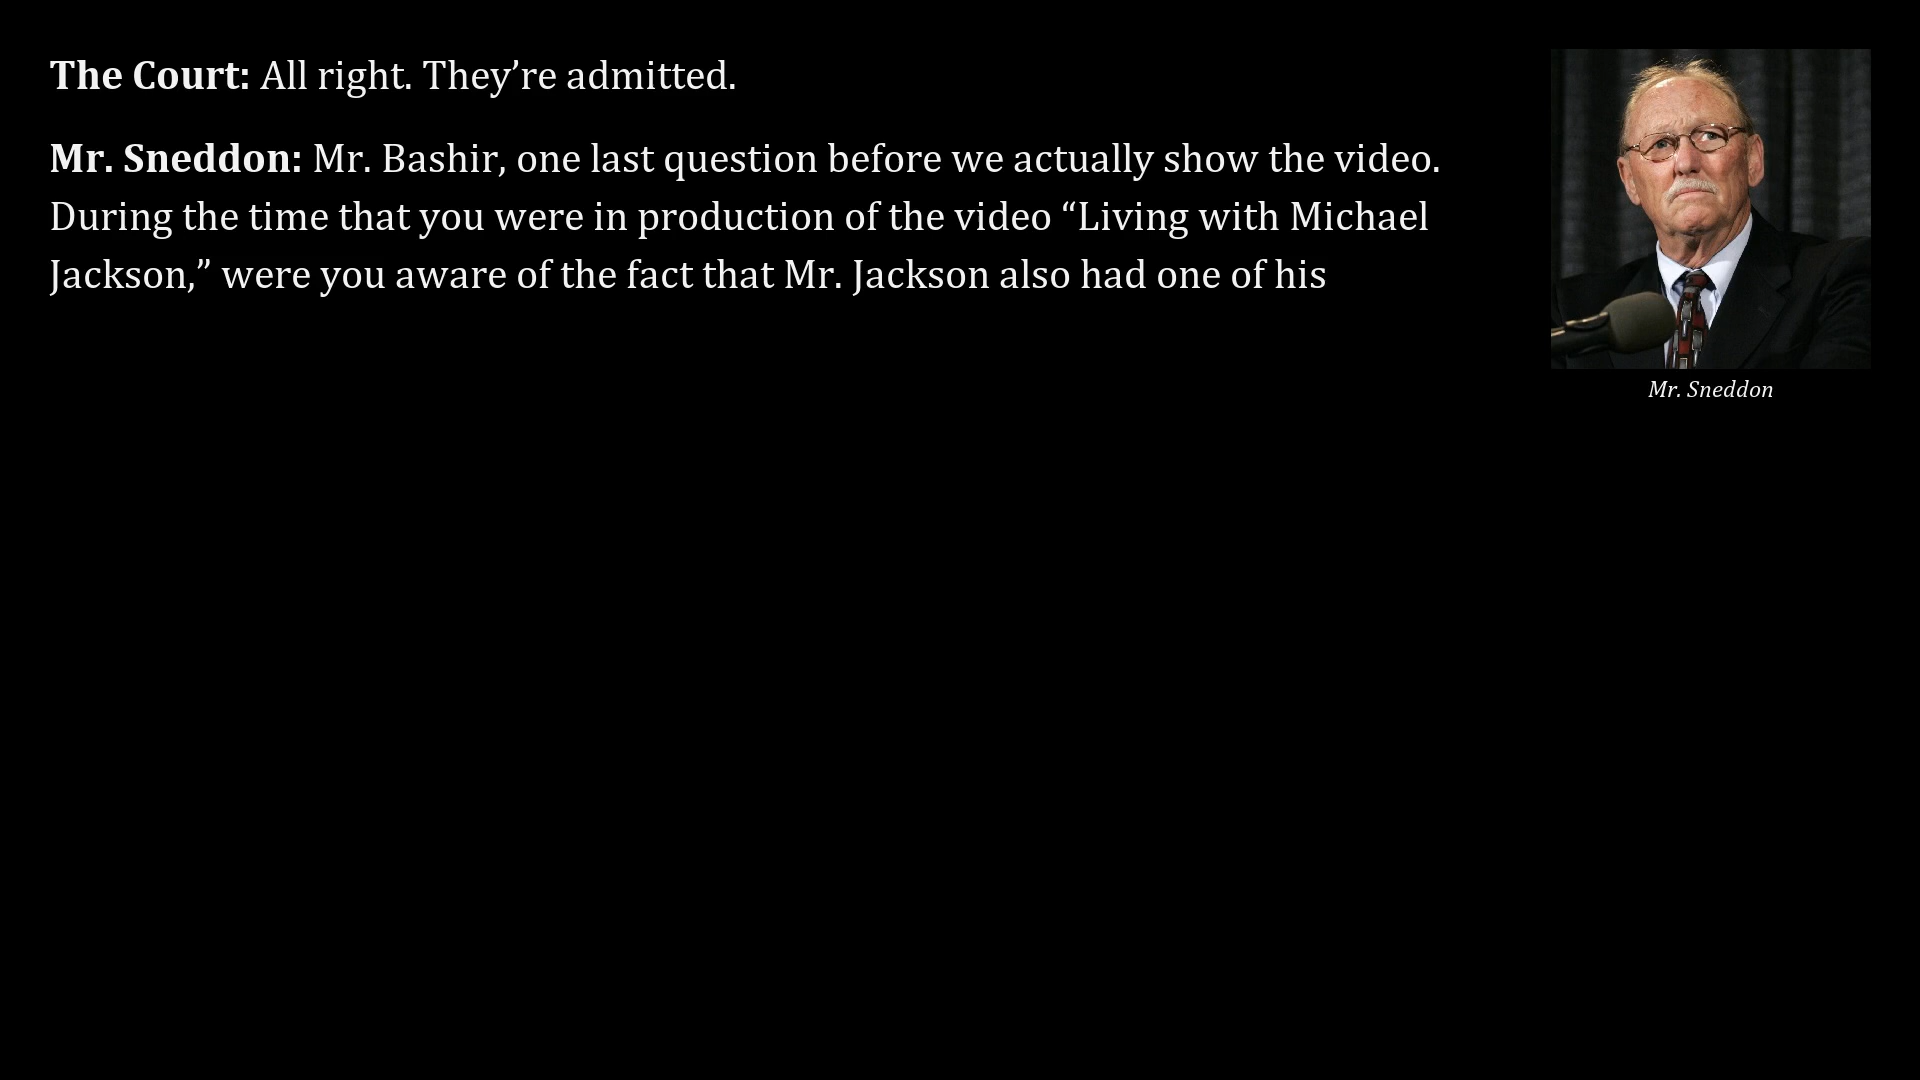 The Court: All right. They’re admitted.
Mr. Sneddon: Mr. Bashir, one last question before we actually show the video.
During the time that you were in production of the video “Living with Michael
Jackson,” were you aware of the fact that Mr. Jackson also had one of his
Mr. Sneddon